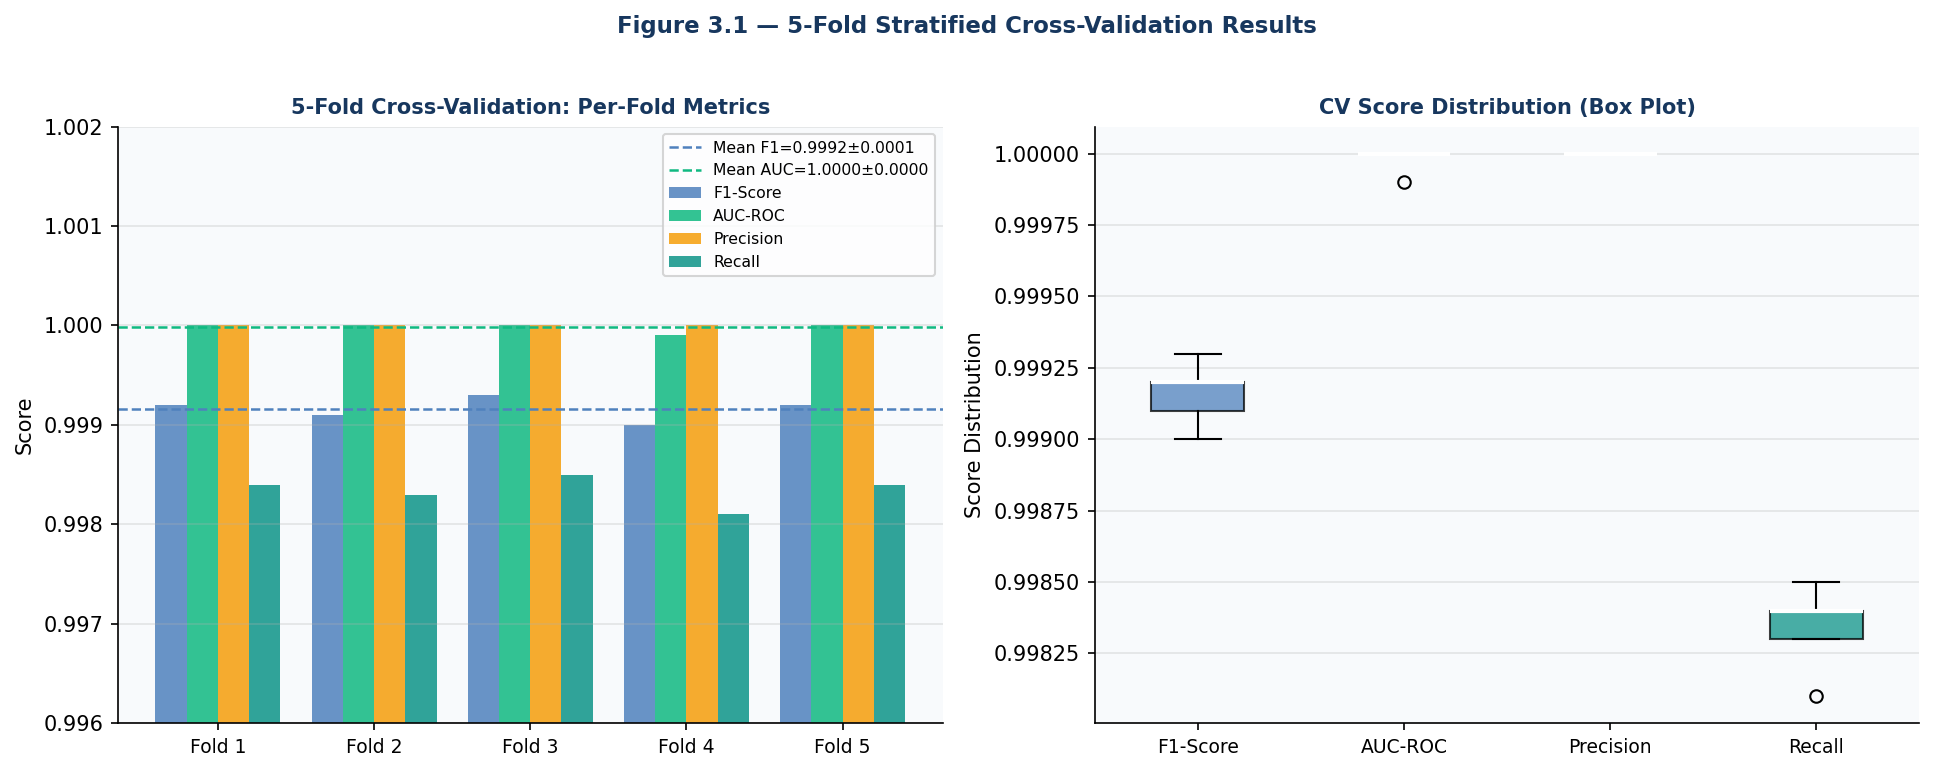 Figure 3.1 — 5-Fold Stratified Cross-Validation Results
5-Fold Cross-Validation: Per-Fold Metrics
Score
1.002
1.001
1.000
0.999
0.998
0.997
0.996
Mean F1=0.9992±0.0001
Mean AUC=1.0000±0.0000
F1-Score
AUC-ROC
Precision
Recall
Fold 1 Fold 2 Fold 3 Fold 4 Fold 5
CV Score Distribution (Box Plot)
Score Distribution
1.00000
0.99975
0.99950
0.99925
0.99900
0.99875
0.99850
0.99825
F1-Score AUC-ROC Precision Recall